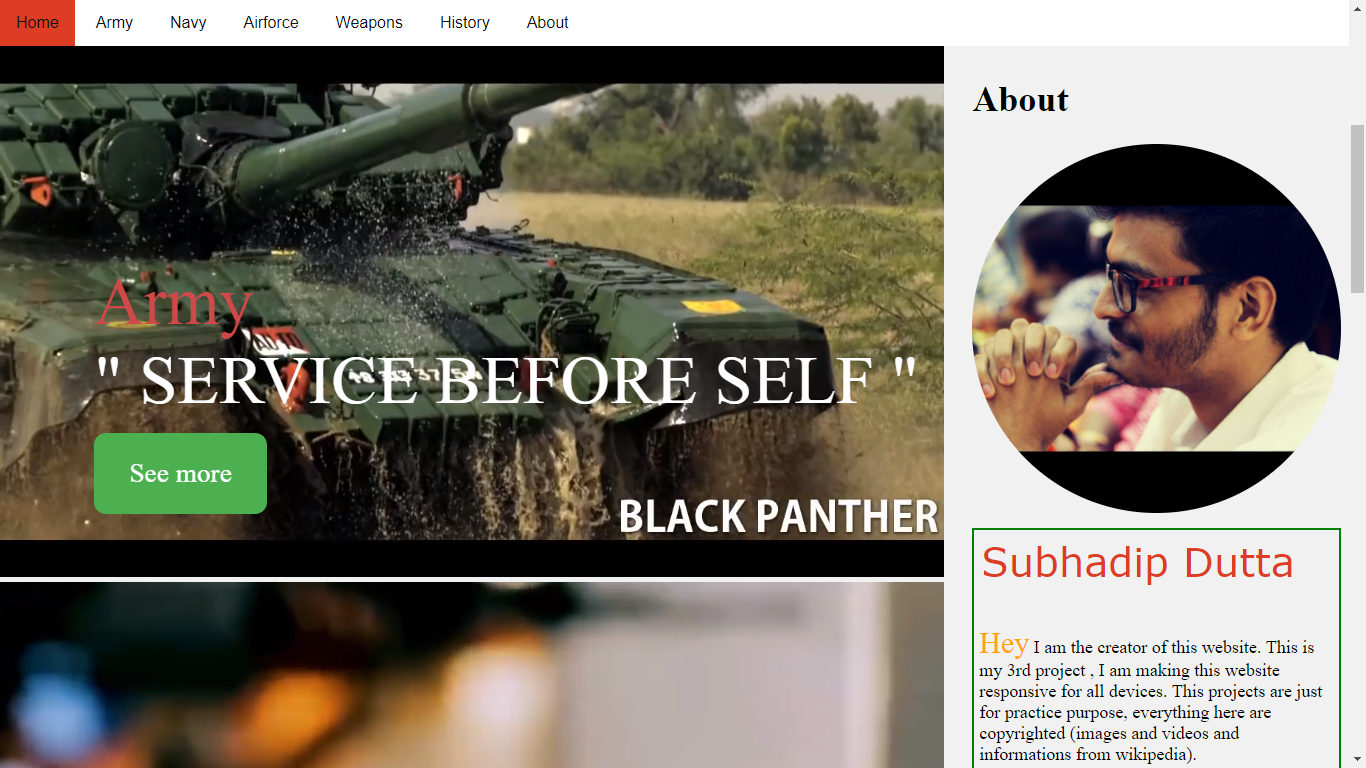 Home Army Navy Airforce Weapons History About
Army
" SERVICE BEFORE SELF "
See more
BLACK PANTHER
About
Subhadip Dutta
Hey I am the creator of this website. This is
my 3rd project , I am making this website
responsive for all devices. This projects are just
for practice purpose, everything here are
copyrighted (images and videos and
informations from wikipedia).